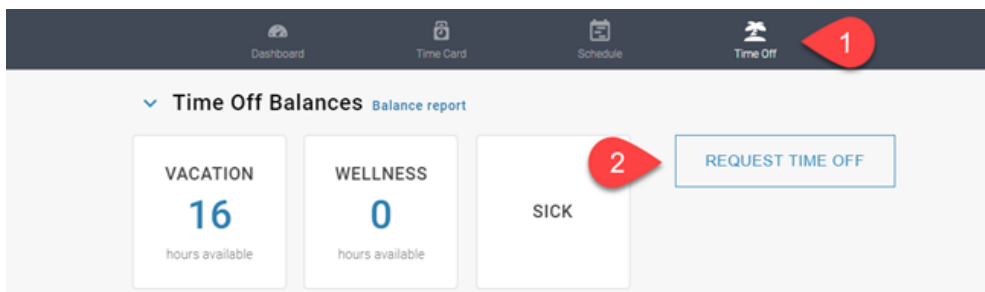 Dashboard
Time Card
Schedule
Time Off
1
Time Off Balances Balance report
VACATION
16
hours available
WELLNESS
0
hours available
SICK
2
REQUEST TIME OFF